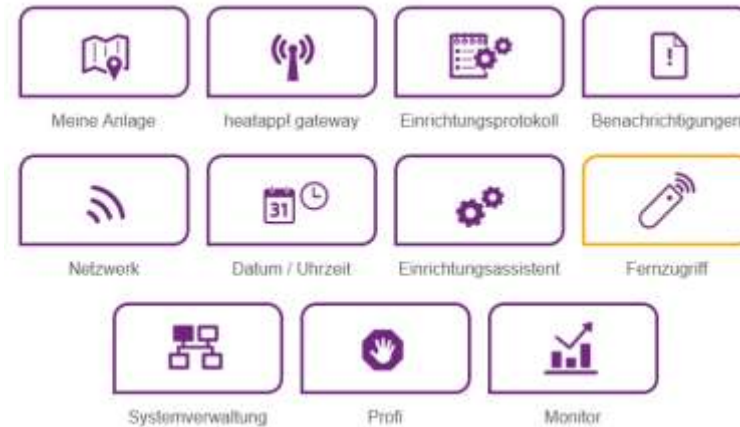 Meine Anlage
heatapp! gateway
Einrichtungsprotokoll
Benachrichtigungen
Netzwerk
31
Datum / Uhrzeit
Einrichtungsassistent
Fernzugriff
Systemverwaltung
Profi
Monitor